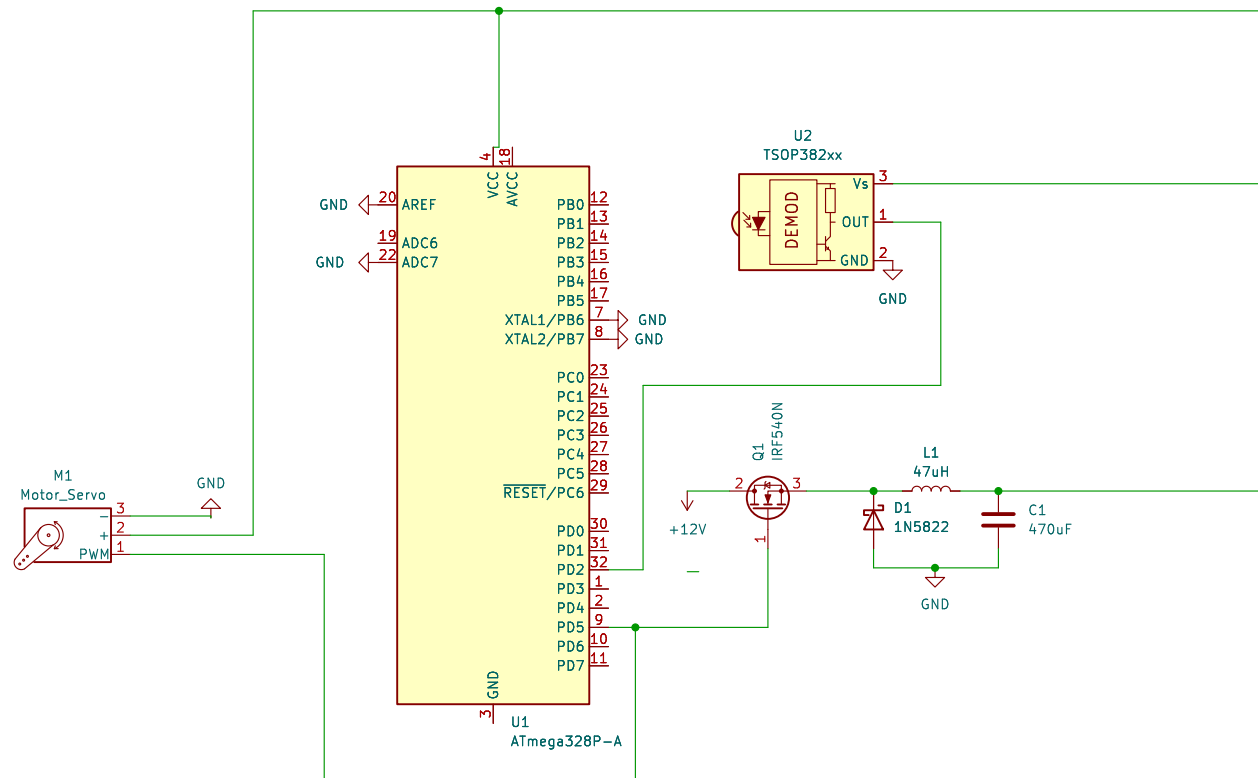 U2
TSOP382xx
4
18
VCC
AVCC
GND
20
AREF
19
ADC6
GND
22
ADC7
PB0
12
PB1
13
PB2
14
PB3
15
PB4
16
PB5
17
XTAL1/PB6
7
GND
XTAL2/PB7
8
GND
PC0
23
PC1
24
PC2
25
PC3
26
PC4
27
PC5
28
RESET/PC6
29
PD0
30
PD1
31
PD2
32
PD3
1
PD4
2
PD5
9
PD6
10
PD7
11
GND
3
U1
ATmega328P-A
DEMOD
Vs
3
OUT
1
GND
2
GND
M1
Motor_Servo
GND
-
3
+
2
PWM
1
Q1
IRF540N
2
3
1
+12V
L1
47uH
D1
1N5822
C1
470uF
GND